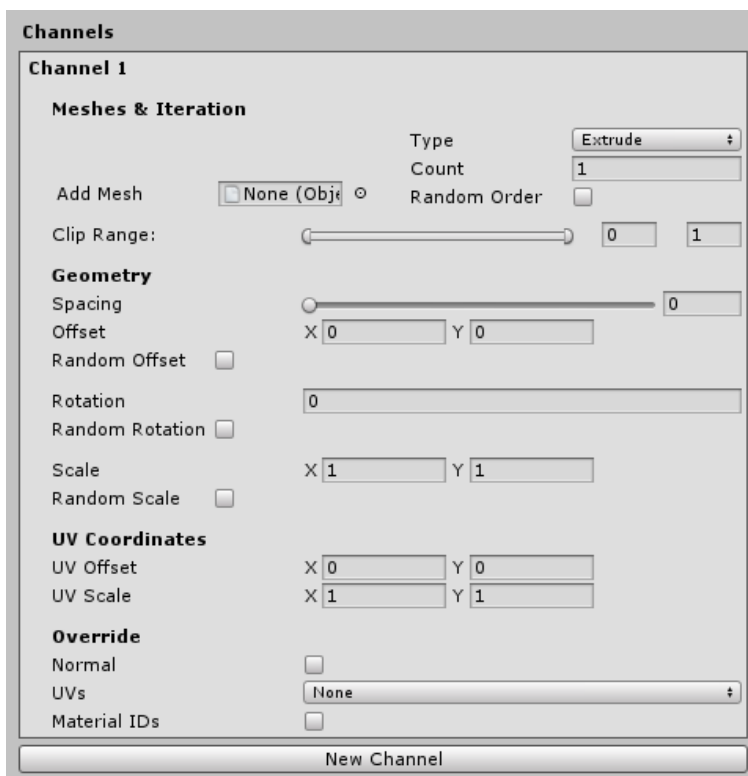 Channels
Channel 1
Meshes & Iteration
Type Extrude
Count 1
Add Mesh None (Obje Random Order
Clip Range: 0 1
Geometry
Spacing 0
Offset X 0 Y 0
Random Offset
Rotation 0
Random Rotation
Scale X 1 Y 1
Random Scale
UV Coordinates
UV Offset X 0 Y 0
UV Scale X 1 Y 1
Override
Normal
UVs None
Material IDs
New Channel